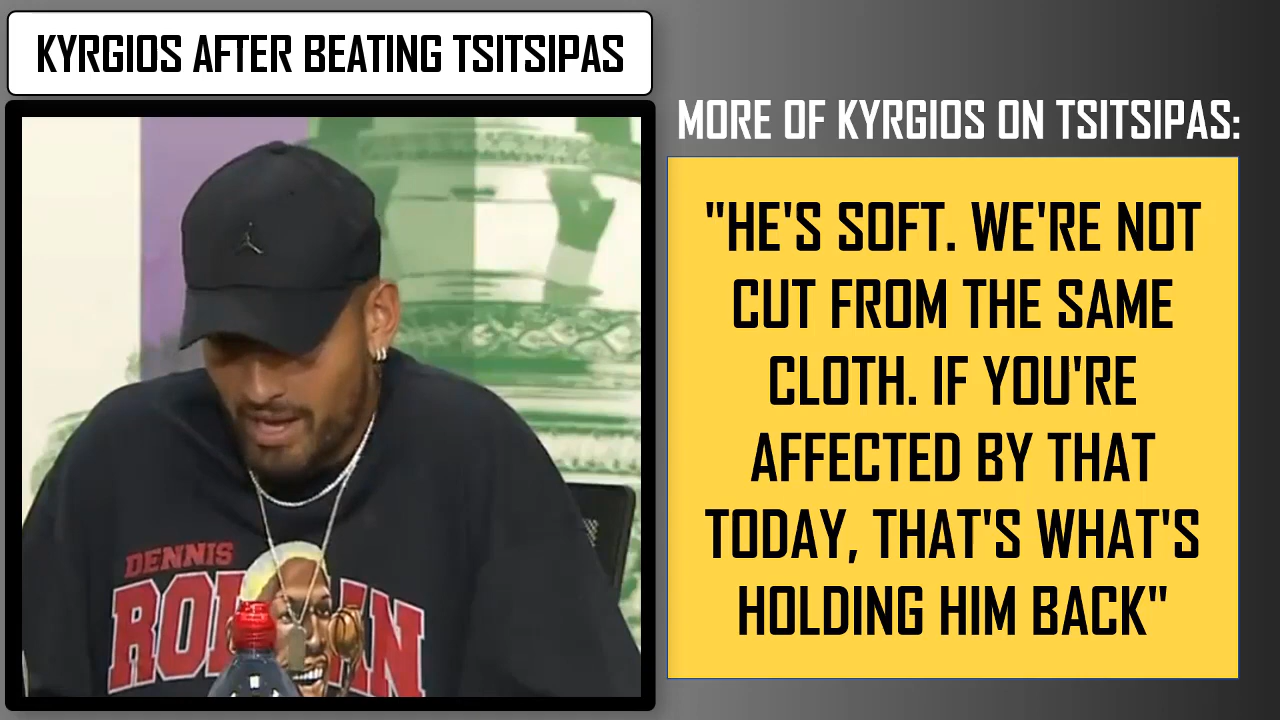 KYRGIOS AFTER BEATING TSITSIPAS
MORE OF KYRGIOS ON TSITSIPAS:
"HE'S SOFT. WE'RE NOT
CUT FROM THE SAME
CLOTH. IF YOU'RE
AFFECTED BY THAT
TODAY, THAT'S WHAT'S
HOLDING HIM BACK"
DENNIS